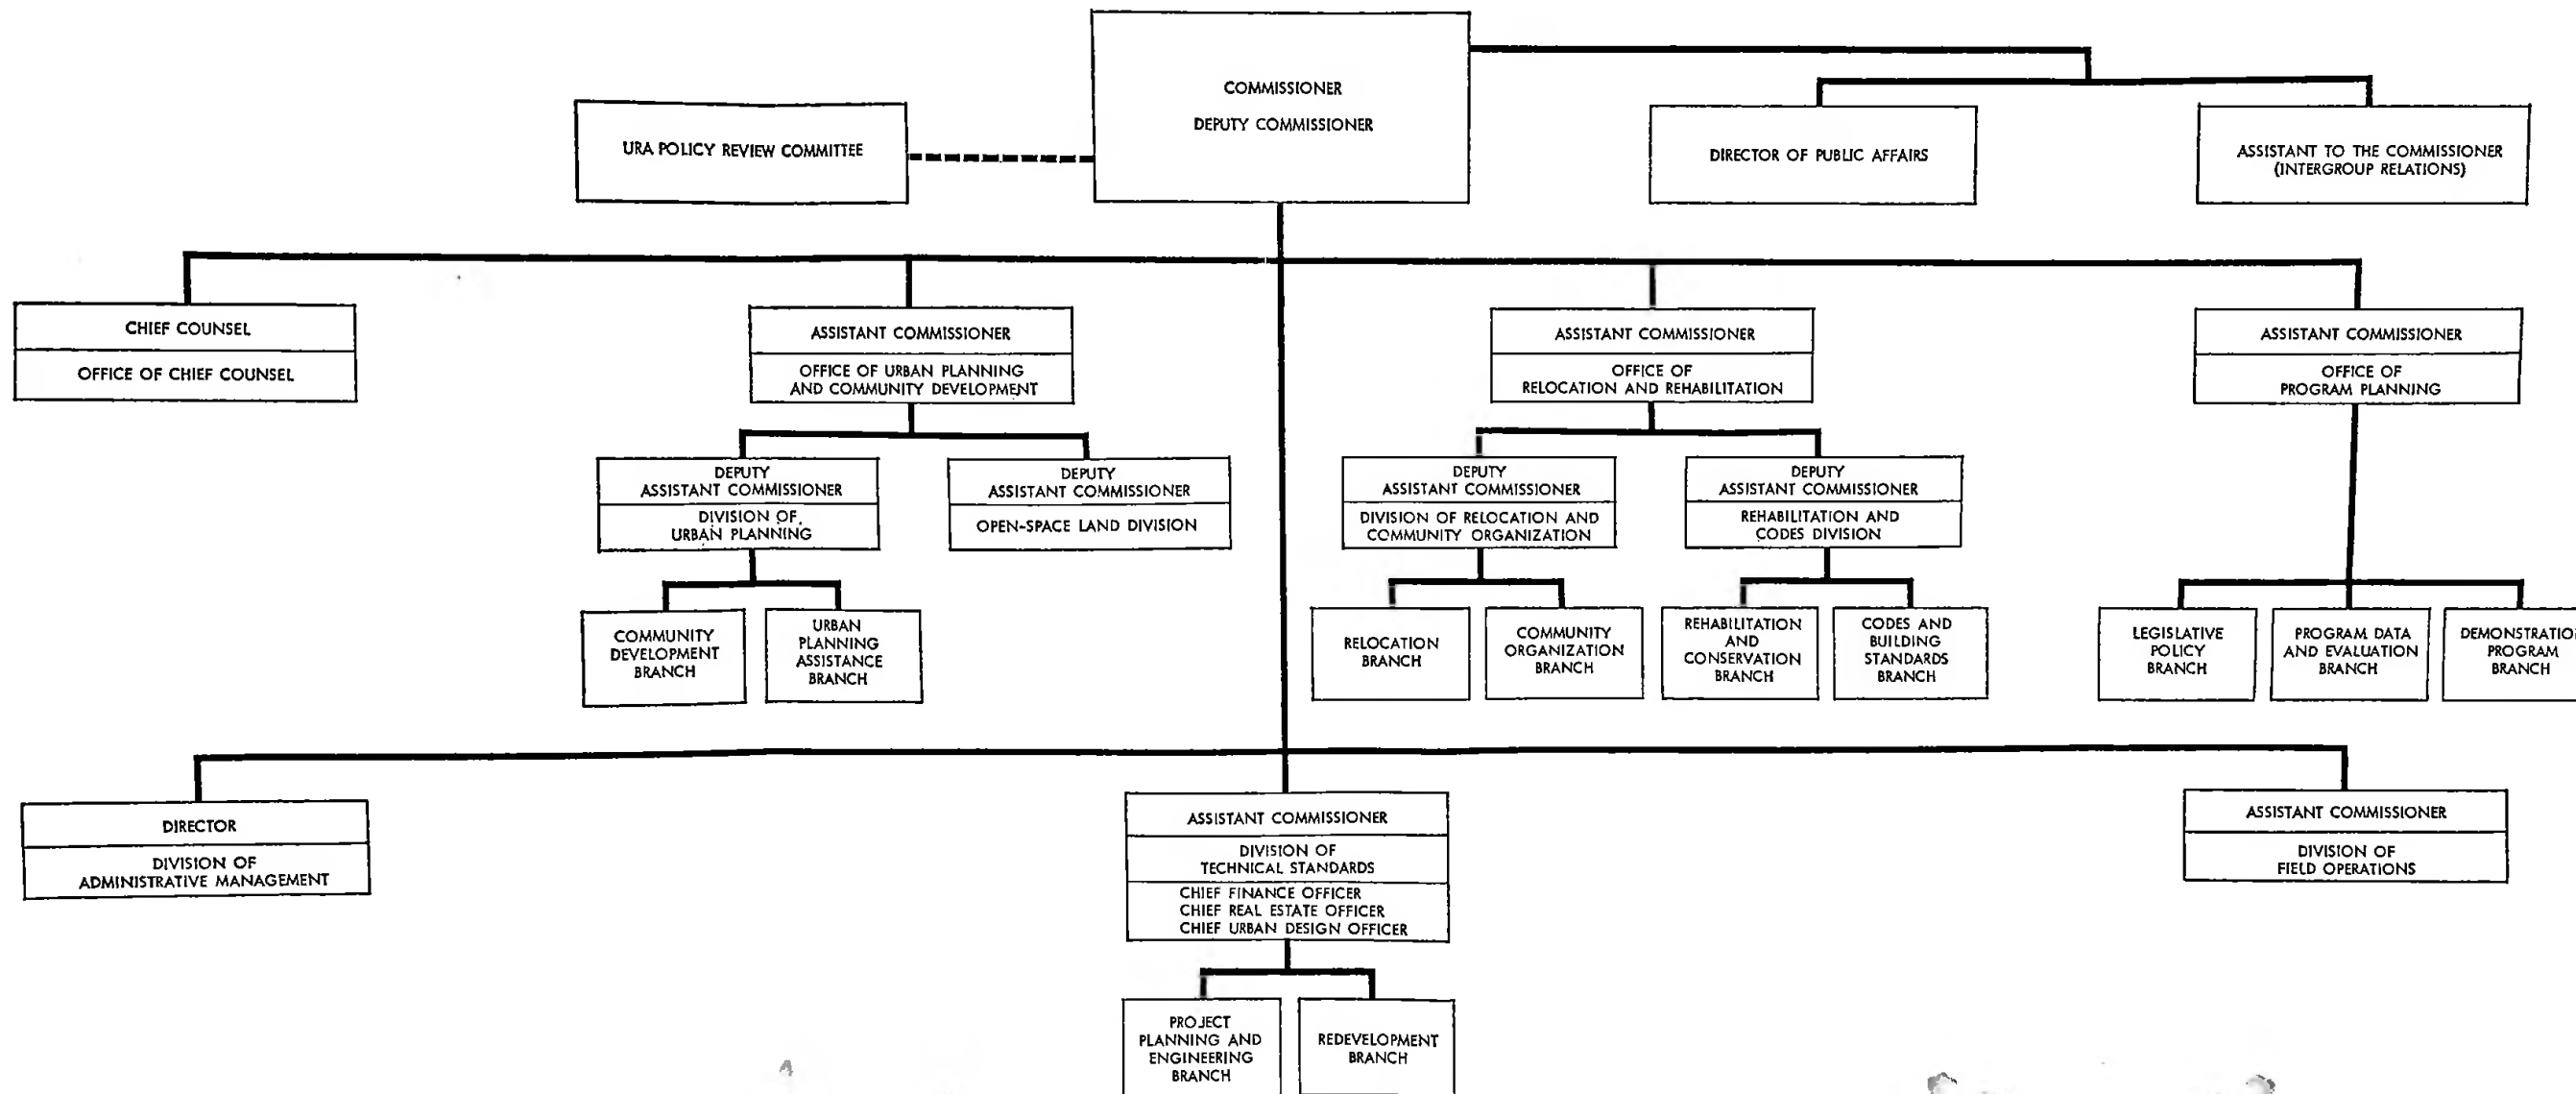 COMMISSIONER
DEPUTY COMMISSIONER
URA POLICY REVIEW COMMITTEE
DIRECTOR OF PUBLIC AFFAIRS
ASSISTANT TO THE COMMISSIONER
(INTERGROUP RELATIONS)
CHIEF COUNSEL
OFFICE OF CHIEF COUNSEL
ASSISTANT COMMISSIONER
OFFICE OF URBAN PLANNING
AND COMMUNITY DEVELOPMENT
ASSISTANT COMMISSIONER
OFFICE OF
RELOCATION AND REHABILITATION
ASSISTANT COMMISSIONER
OFFICE OF
PROGRAM PLANNING
DEPUTY
ASSISTANT COMMISSIONER
DIVISION OF
URBAN PLANNING
DEPUTY
ASSISTANT COMMISSIONER
OPEN-SPACE LAND DIVISION
DEPUTY
ASSISTANT COMMISSIONER
DIVISION OF RELOCATION AND
COMMUNITY ORGANIZATION
DEPUTY
ASSISTANT COMMISSIONER
REHABILITATION AND
CODES DIVISION
COMMUNITY
DEVELOPMENT
BRANCH
URBAN
PLANNING
ASSISTANCE
BRANCH
RELOCATION
BRANCH
COMMUNITY
ORGANIZATION
BRANCH
REHABILITATION
AND
CONSERVATION
BRANCH
CODES AND
BUILDING
STANDARDS
BRANCH
LEGISLATIVE
POLICY
BRANCH
PROGRAM DATA
AND EVALUATION
BRANCH
DEMONSTRATIO
PROGRAM
BRANCH
DIRECTOR
DIVISION OF
ADMINISTRATIVE MANAGEMENT
ASSISTANT COMMISSIONER
DIVISION OF
TECHNICAL STANDARDS
CHIEF FINANCE OFFICER
CHIEF REAL ESTATE OFFICER
CHIEF URBAN DESIGN OFFICER
ASSISTANT COMMISSIONER
DIVISION OF
FIELD OPERATIONS
PROJECT
PLANNING AND
ENGINEERING
BRANCH
REDEVELOPMENT
BRANCH